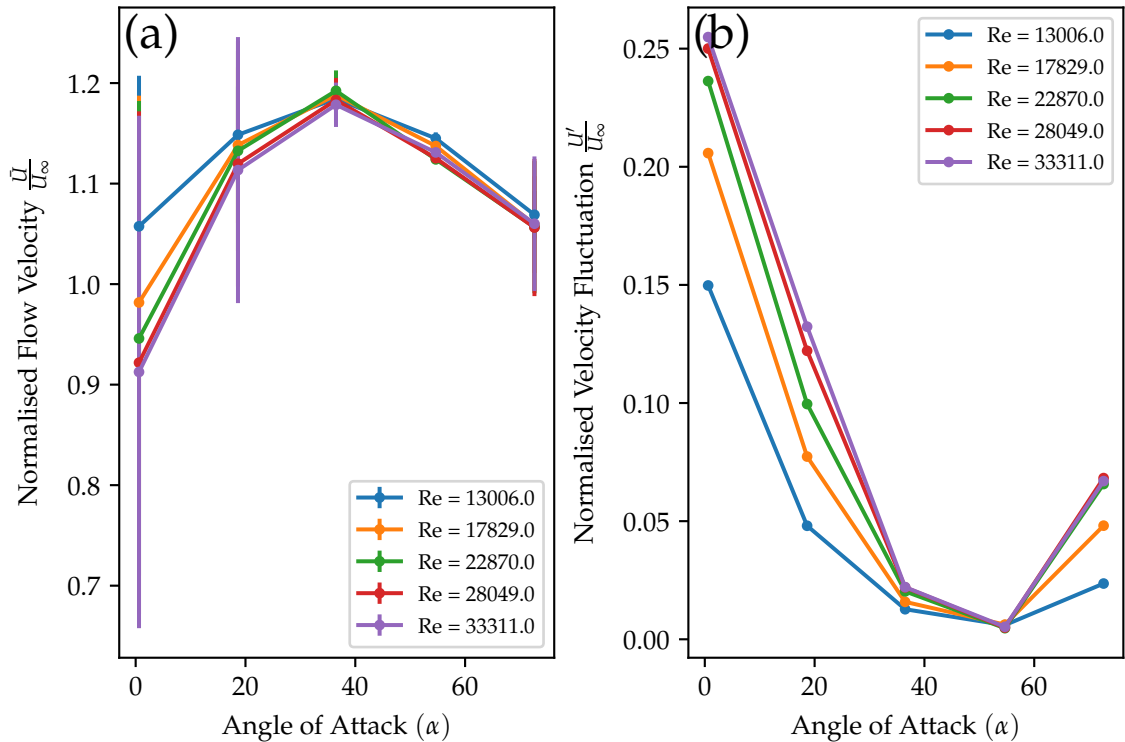 (a)
1.2
1.1
1.0
0.9
0.8
0.7
0
20
40
60
Normalised Flow Velocity Ū/U∞
Angle of Attack (α)
Re = 13006.0
Re = 17829.0
Re = 22870.0
Re = 28049.0
Re = 33311.0
(b)
0.25
0.20
0.15
0.10
0.05
0.00
0
20
40
60
Normalised Velocity Fluctuation U′/U∞
Angle of Attack (α)
Re = 13006.0
Re = 17829.0
Re = 22870.0
Re = 28049.0
Re = 33311.0